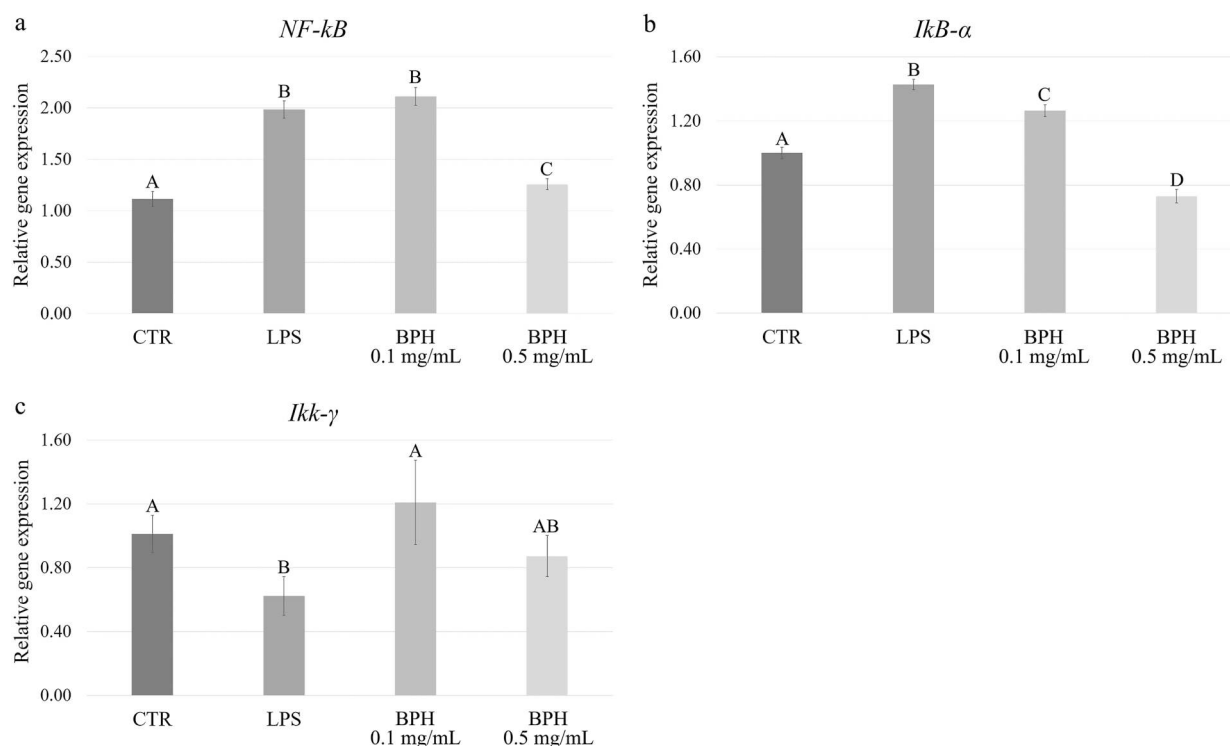 a
NF-kB
Relative gene expression
2.50
2.00
1.50
1.00
0.50
0.00
A
B
B
C
CTR
LPS
BPH
0.1 mg/mL
BPH
0.5 mg/mL
b
IkB-α
Relative gene expression
1.60
1.20
0.80
0.40
0.00
A
B
C
D
CTR
LPS
BPH
0.1 mg/mL
BPH
0.5 mg/mL
c
Ikk-γ
Relative gene expression
1.60
1.20
0.80
0.40
0.00
A
B
A
AB
CTR
LPS
BPH
0.1 mg/mL
BPH
0.5 mg/mL